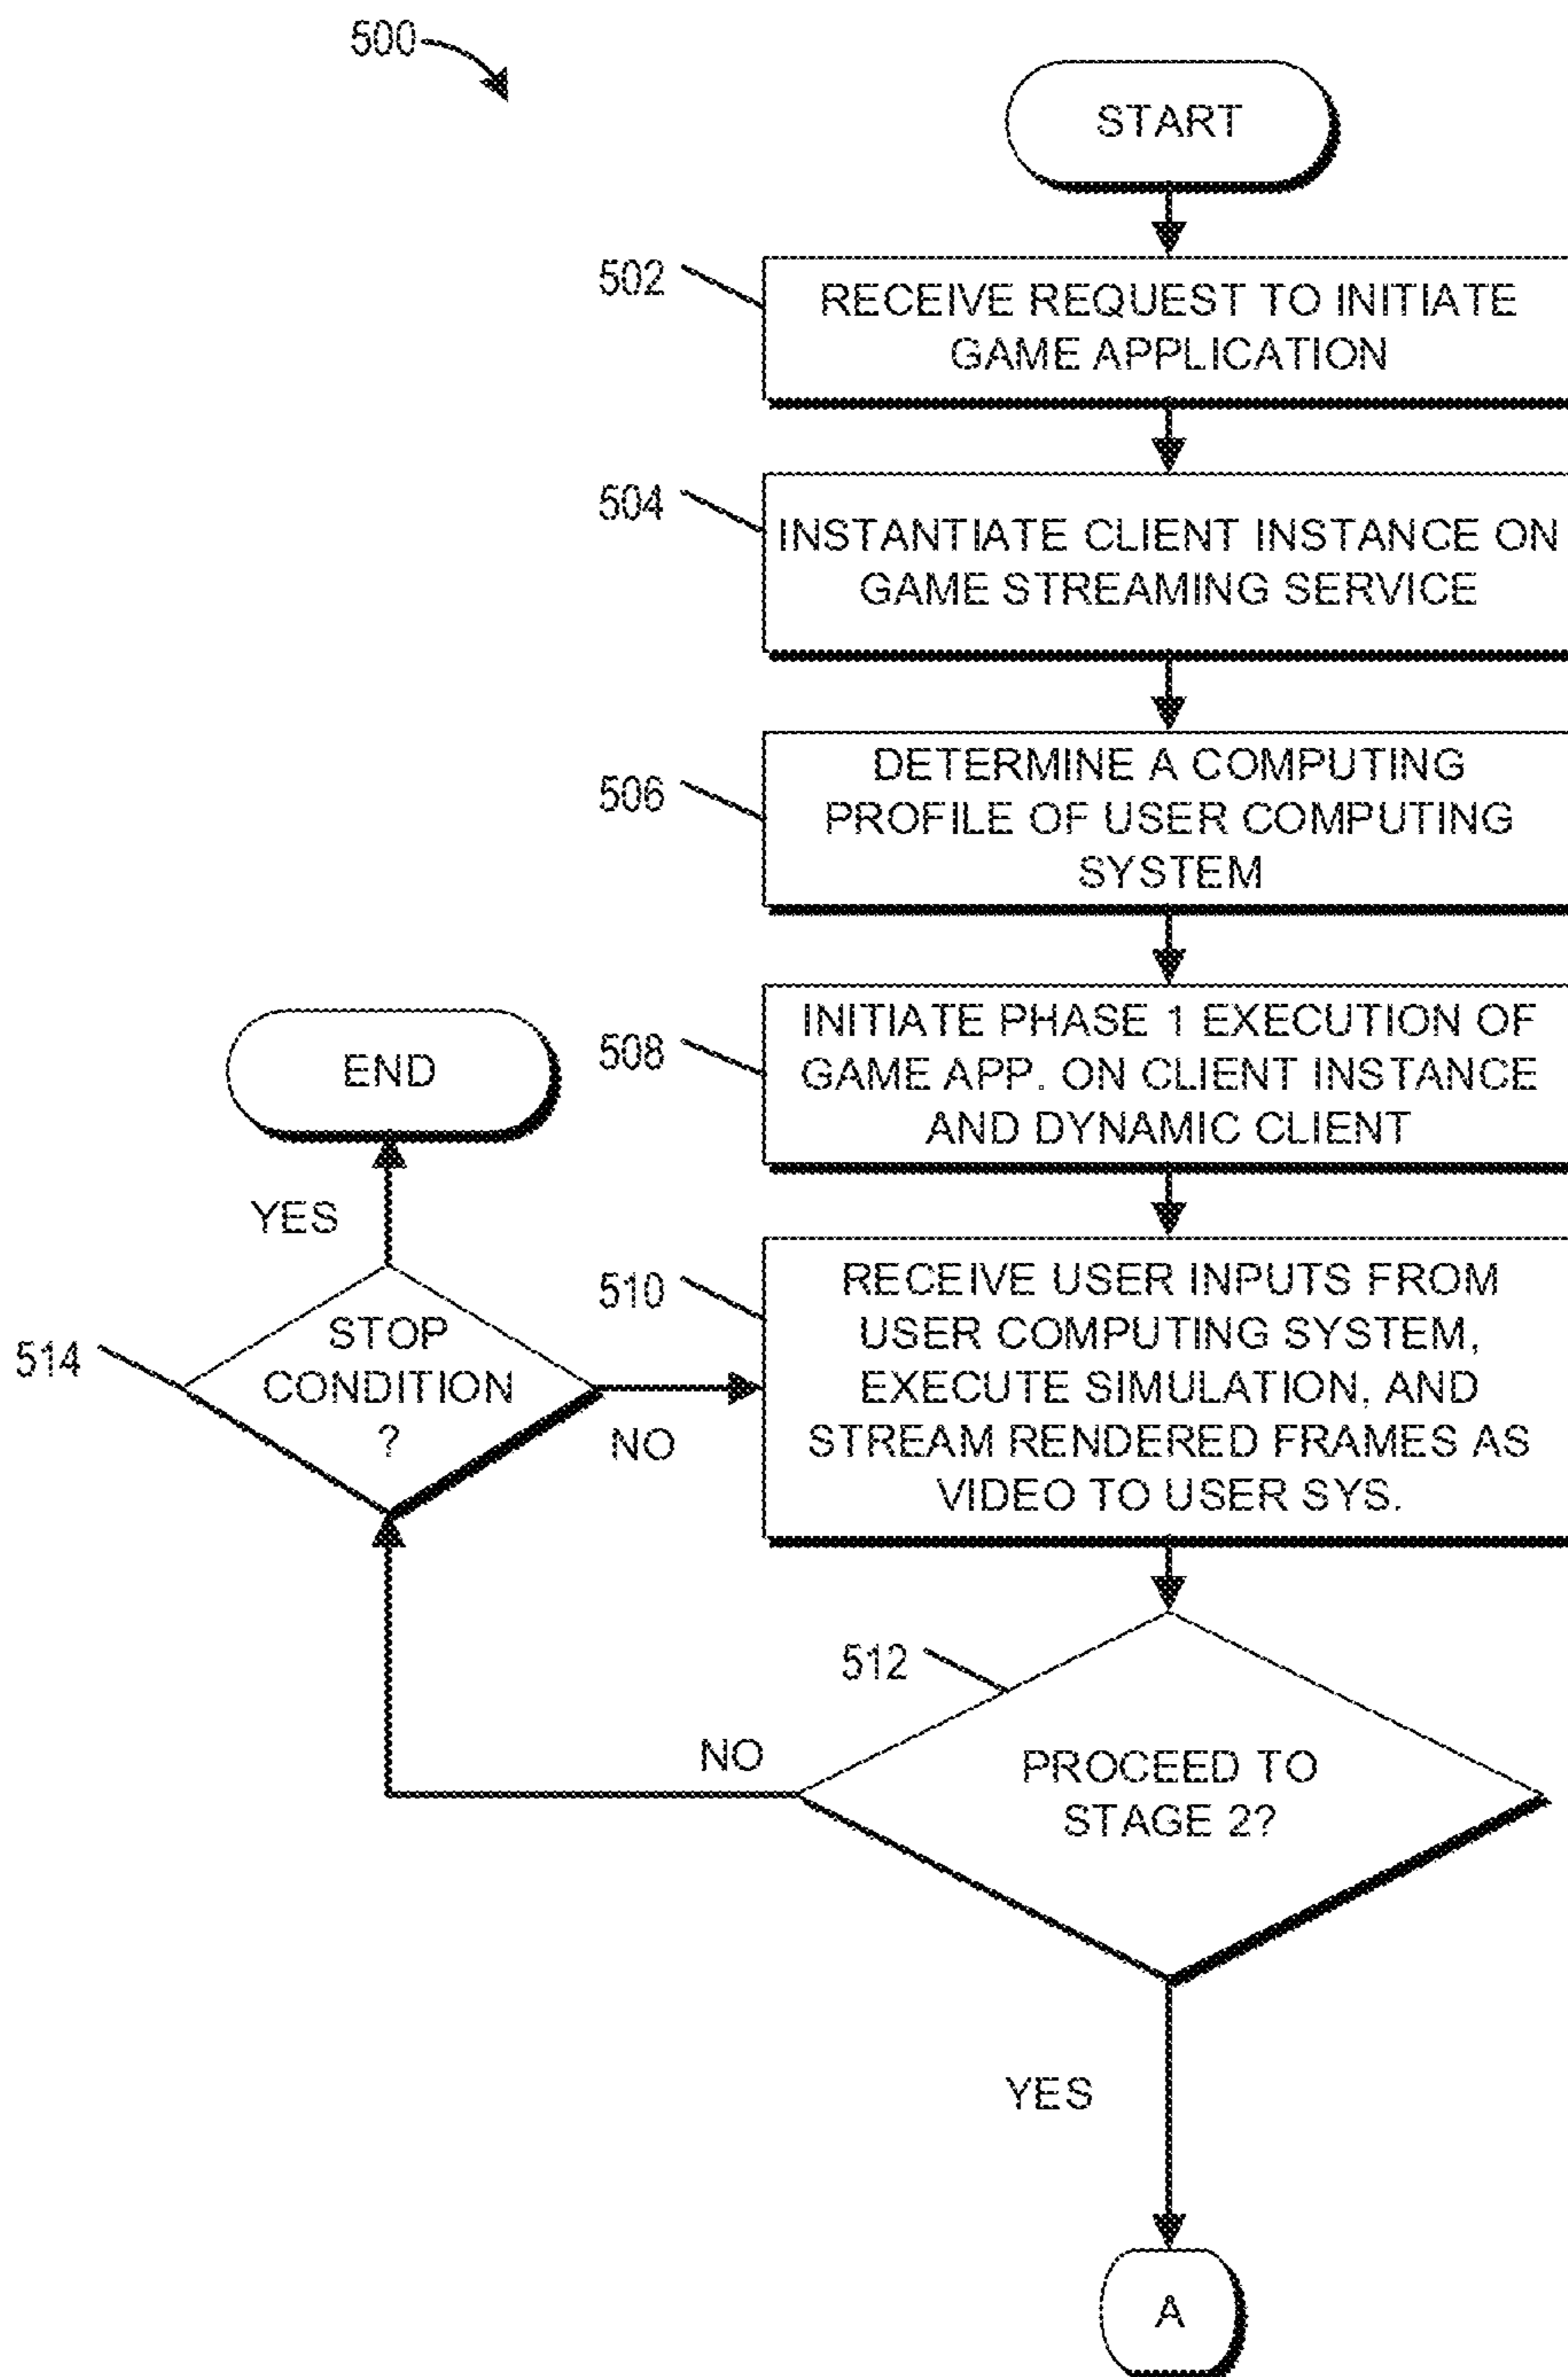 500
START
502
RECEIVE REQUEST TO INITIATE
GAME APPLICATION
504
INSTANTIATE CLIENT INSTANCE ON
GAME STREAMING SERVICE
506
DETERMINE A COMPUTING
PROFILE OF USER COMPUTING
SYSTEM
508
INITIATE PHASE 1 EXECUTION OF
GAME APP. ON CLIENT INSTANCE
AND DYNAMIC CLIENT
END
YES
510
RECEIVE USER INPUTS FROM
USER COMPUTING SYSTEM,
EXECUTE SIMULATION, AND
STREAM RENDERED FRAMES AS
VIDEO TO USER SYS.
514
STOP
CONDITION
?
NO
512
PROCEED TO
STAGE 2?
NO
YES
A